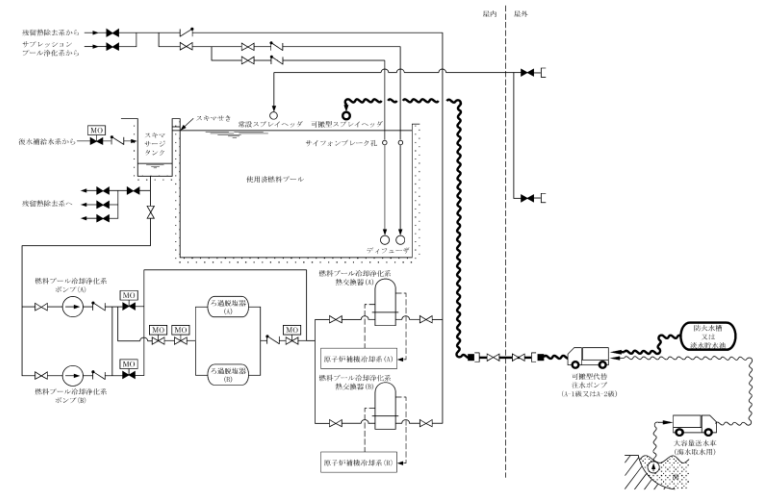 屋内
屋外
残留熱除去系から
サプレッション
プール浄化系から
スキマせき
常設スプレイヘッダ
可搬型スプレイヘッダ
MO
スキマ
サージ
タンク
復水補給水系から
サイフォンブレーク孔
使用済燃料プール
残留熱除去系へ
ディフューザ
燃料プール冷却浄化系
ポンプ(A)
MO
燃料プール冷却浄化系
熱交換器(A)
ろ過脱塩器
(A)
MO
MO
MO
防火水槽
又は
淡水貯水池
原子炉補機冷却系(A)
MO
ろ過脱塩器
(B)
燃料プール冷却浄化系
熱交換器(B)
可搬型代替
注水ポンプ
(A-1級又はA-2級)
燃料プール冷却浄化系
ポンプ(B)
大容量送水車
(海水取水用)
原子炉補機冷却系(B)
海